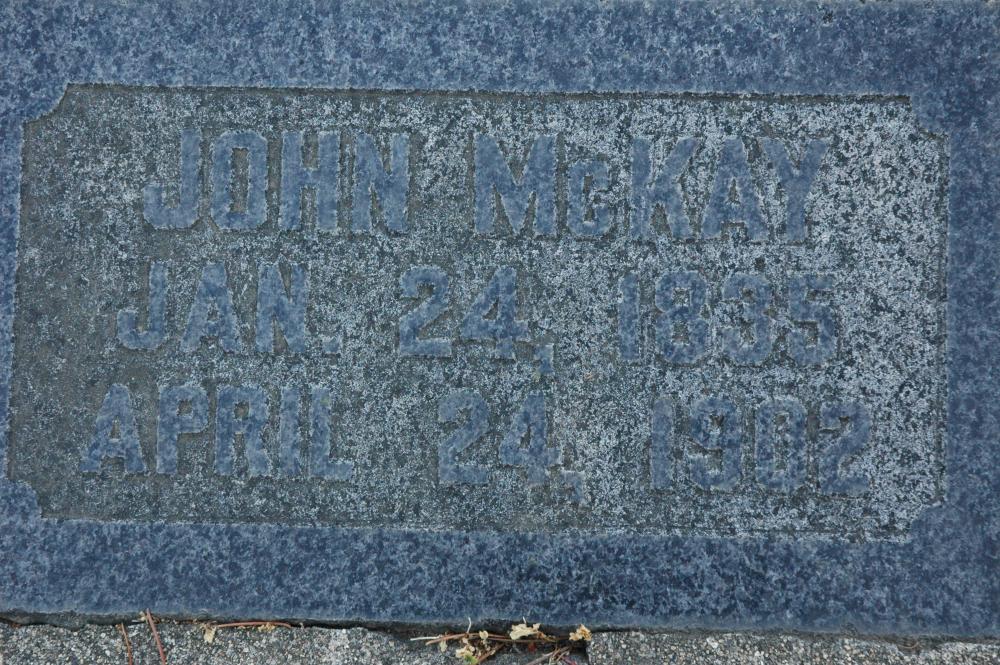 JOHN McKAY
JAN. 24, 1835
APRIL 24, 1902